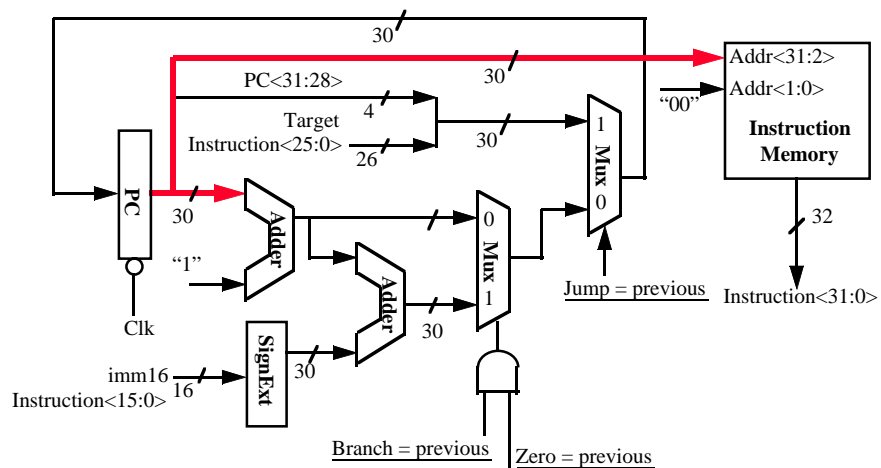 30
30
Addr<31:2>
PC<31:28>
4
“00”
Addr<1:0>
Target
Instruction<25:0>
26
30
1
Mux
0
Instruction
Memory
PC
30
Adder
“1”
Clk
0
Mux
1
Adder
30
32
Jump = previous
Instruction<31:0>
imm16
16
Instruction<15:0>
SignExt
30
Branch = previous
Zero = previous